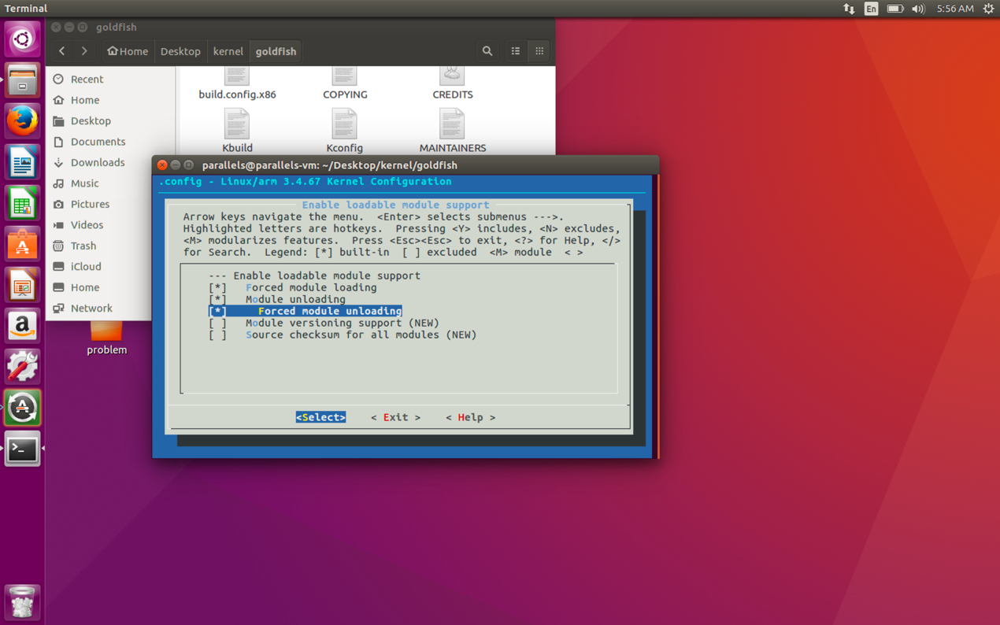 Terminal
En
5:56 AM
goldfish
Home
Desktop
kernel
goldfish
Recent
Home
Desktop
Documents
Downloads
Music
Pictures
Videos
Trash
iCloud
Home
Network
build.config.x86
COPYING
CREDITS
Kbuild
Kconfig
MAINTAINERS
problem
parallels@parallels-vm: ~/Desktop/kernel/goldfish
.config - Linux/arm 3.4.67 Kernel Configuration
Enable loadable module support
Arrow keys navigate the menu.  <Enter> selects submenus --->.
Highlighted letters are hotkeys.  Pressing <Y> includes, <N> excludes,
<M> modularizes features.  Press <Esc><Esc> to exit, <?> for Help, </>
for Search.  Legend: [*] built-in  [ ] excluded  <M> module  < >
--- Enable loadable module support
[*]   Forced module loading
[*]   Module unloading
[*]     Forced module unloading
[ ]   Module versioning support (NEW)
[ ]   Source checksum for all modules (NEW)
<Select>    < Exit >    < Help >